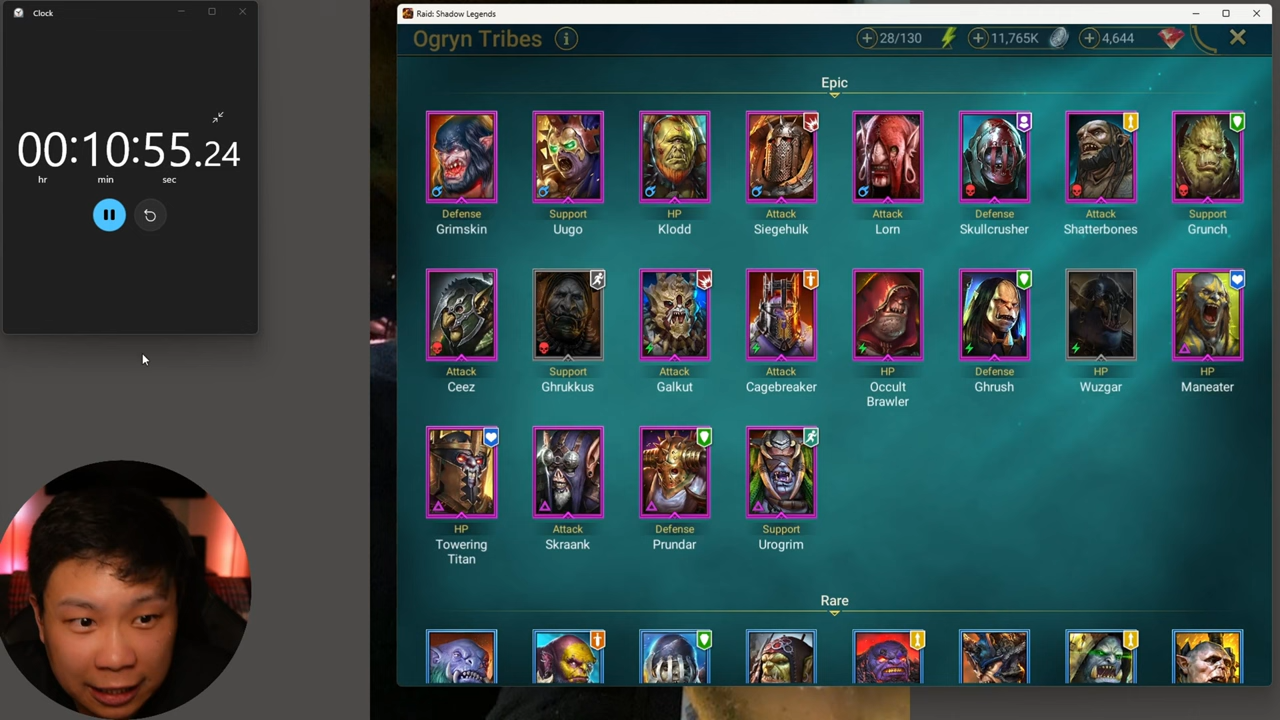 Clock
00:10:55.24
hr min sec
Raid: Shadow Legends
Ogryn Tribes i 28/130 11,765K 4,644
Epic
Defense Support HP Attack Attack Defense Attack Support
Grimskin Uugo Klodd Siegehulk Lorn Skullcrusher Shatterbones Grunch
Attack Support Attack Attack HP Defense HP HP
Ceez Ghrukkus Galkut Cagebreaker Occult Ghrush Wuzgar Maneater
Brawler
HP Attack Defense Support
Towering Skraank Prundar Urogrim
Titan
Rare